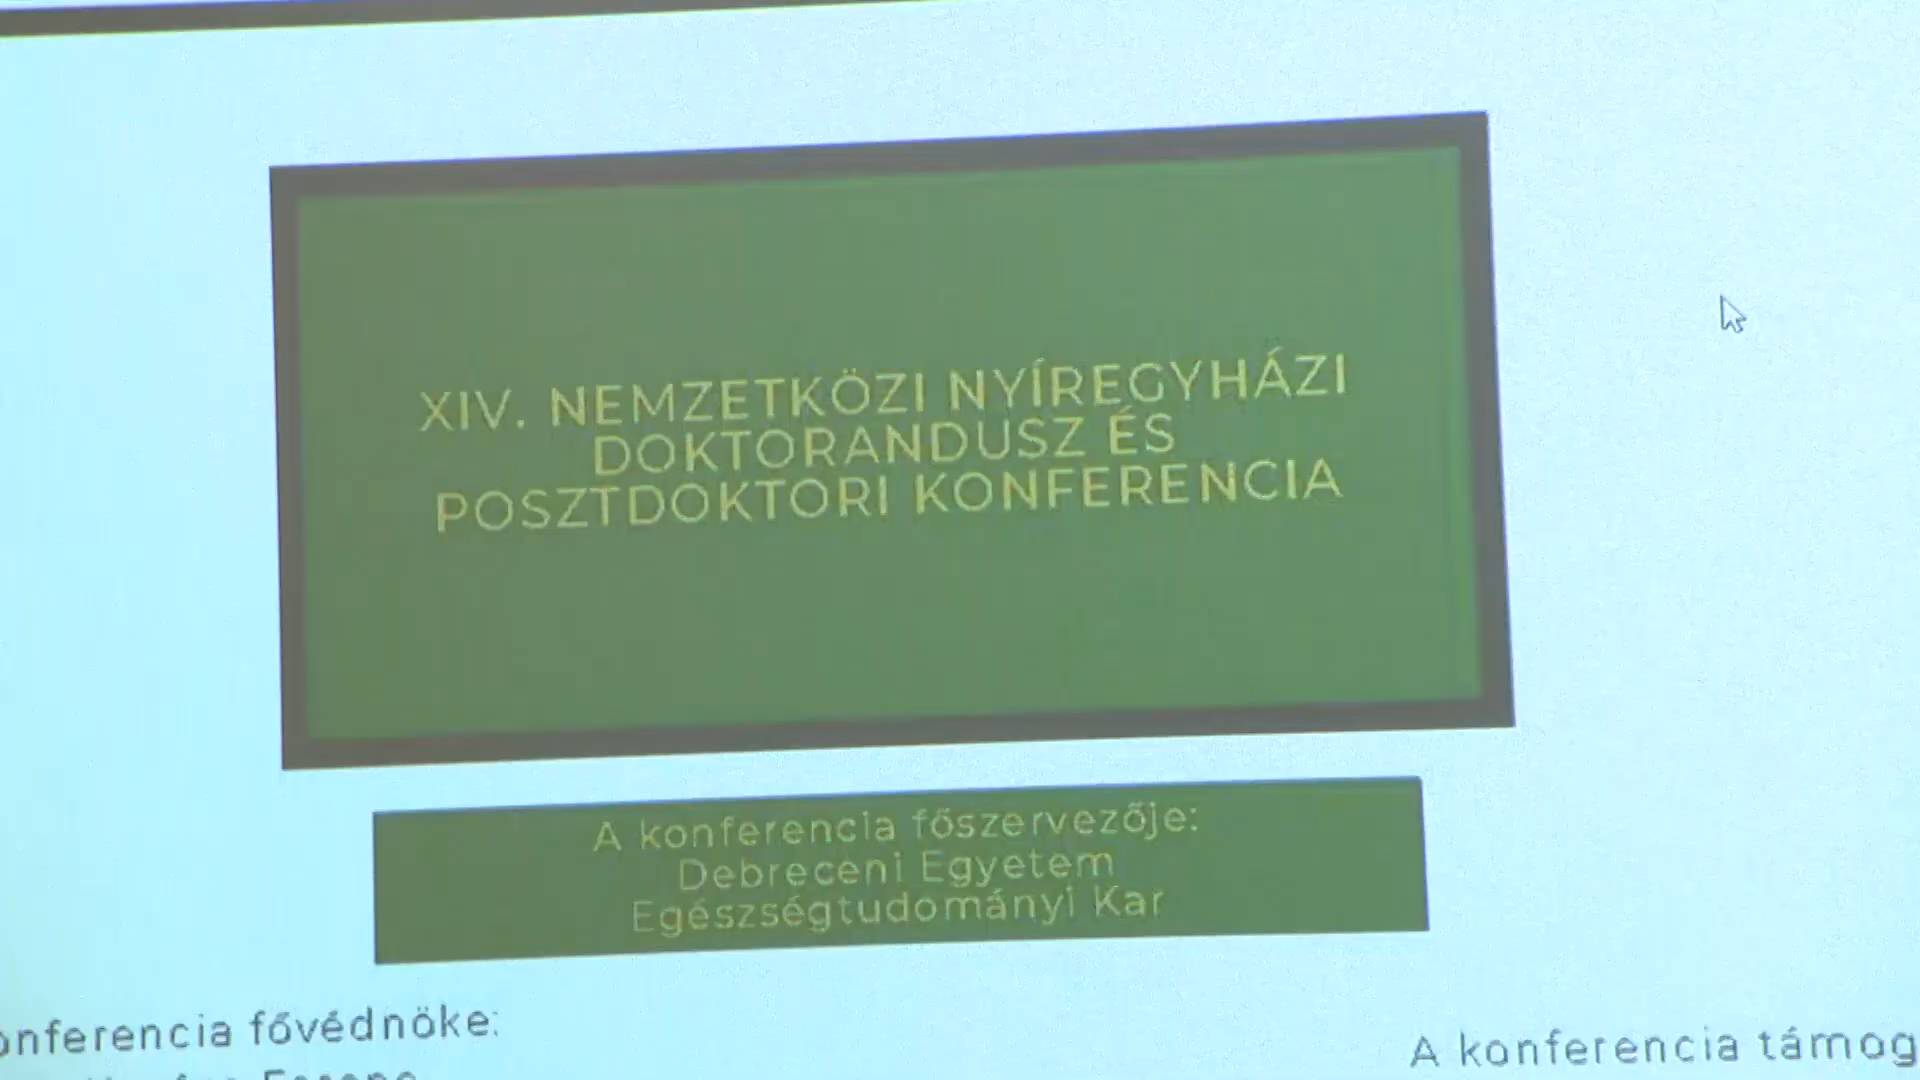 XIV. NEMZETKÖZI NYÍREGYHÁZI
DOKTORANDUSZ ÉS
POSZTDOKTORI KONFERENCIA
A konferencia főszervezője:
Debreceni Egyetem
Egészségtudományi Kar
onferencia fővédnöke:
A konferencia támog